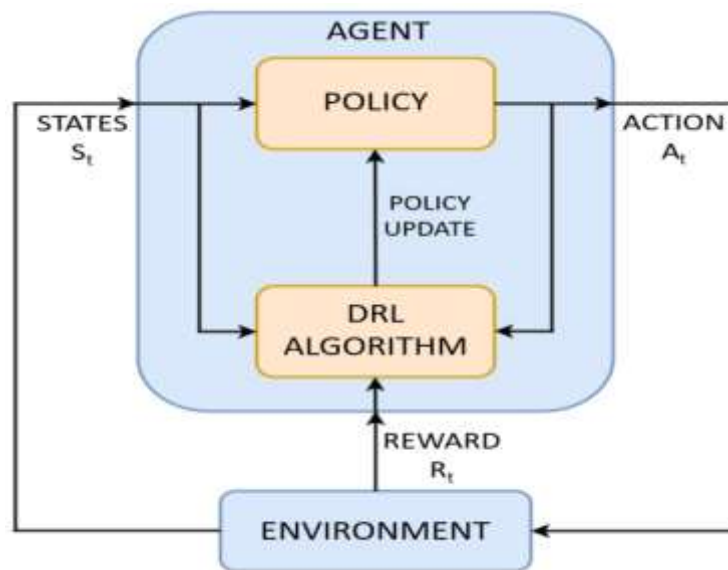 AGENT
POLICY
STATES
Sₜ
ACTION
Aₜ
POLICY
UPDATE
DRL
ALGORITHM
REWARD
Rₜ
ENVIRONMENT